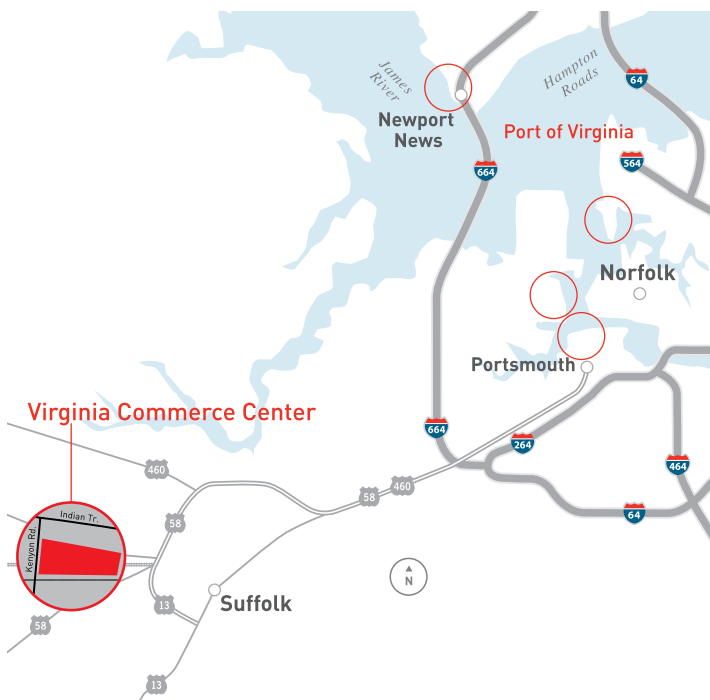 64
James
River
Hampton
Roads
Newport
News
Port of Virginia
564
664
Norfolk
Portsmouth
Virginia Commerce Center
664
264
460
464
460
58
58
64
Indian Tr.
Kenyon Rd.
N
Suffolk
13
58
13